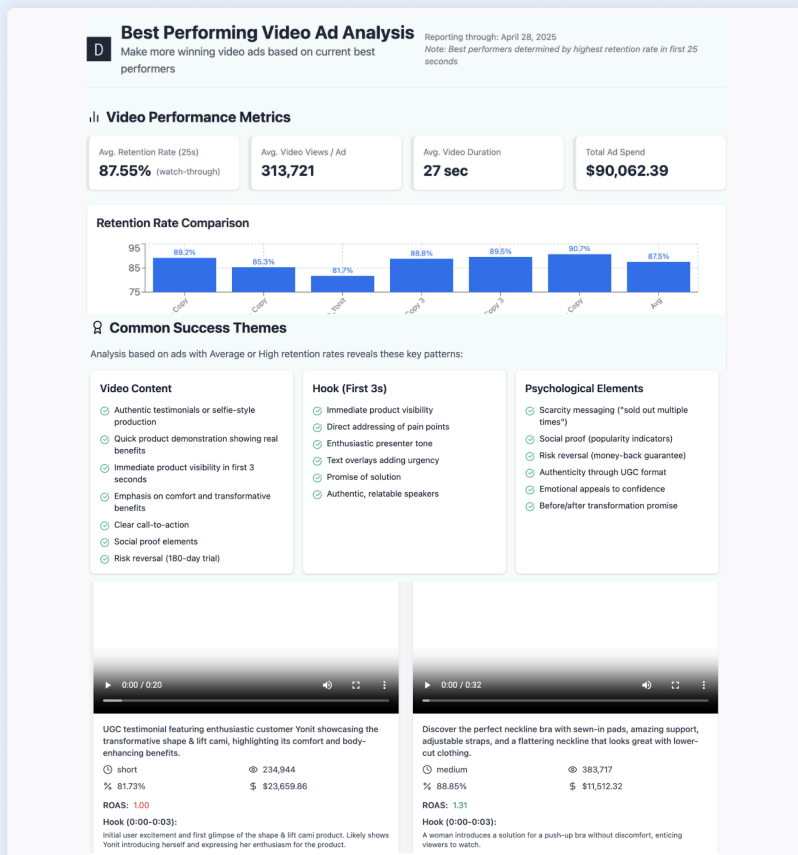 D
Best Performing Video Ad Analysis
Make more winning video ads based on current best
performers
Reporting through: April 28, 2025
Note: Best performers determined by highest retention rate in first 25
seconds
Video Performance Metrics
Avg. Retention Rate (25s)
87.55% (watch-through)
Avg. Video Views / Ad
313,721
Avg. Video Duration
27 sec
Total Ad Spend
$90,062.39
Retention Rate Comparison
95
85
75
89.2%
85.3%
81.7%
88.8%
89.6%
90.7%
87.5%
Copy
Copy
Yonit
opy 3
opy 3
Copy
Avg
Common Success Themes
Analysis based on ads with Average or High retention rates reveals these key patterns:
Video Content
Authentic testimonials or selfie-style
production
Quick product demonstration showing real
benefits
Immediate product visibility in first 3
seconds
Emphasis on comfort and transformative
benefits
Clear call-to-action
Social proof elements
Risk reversal (180-day trial)
Hook (First 3s)
Immediate product visibility
Direct addressing of pain points
Enthusiastic presenter tone
Text overlays adding urgency
Promise of solution
Authentic, relatable speakers
Psychological Elements
Scarcity messaging ("sold out multiple
times")
Social proof (popularity indicators)
Risk reversal (money-back guarantee)
Authenticity through UGC format
Emotional appeals to confidence
Before/after transformation promise
0:00 / 0:20
UGC testimonial featuring enthusiastic customer Yonit showcasing the
transformative shape & lift cami, highlighting its comfort and body-
enhancing benefits.
short
234,944
% 81.73%
$ $23,659.86
ROAS: 1.00
Hook (0:00-0:03):
Initial user excitement and first glimpse of the shape & lift cami product. Likely shows
Yonit introducing herself and expressing her enthusiasm for the product.
0:00 / 0:32
Discover the perfect neckline bra with sewn-in pads, amazing support,
adjustable straps, and a flattering neckline that looks great with lower-
cut clothing.
medium
383,717
% 88.85%
$ $11,512.32
ROAS: 1.31
Hook (0:00-0:03):
A woman introduces a solution for a push-up bra without discomfort, enticing
viewers to watch.